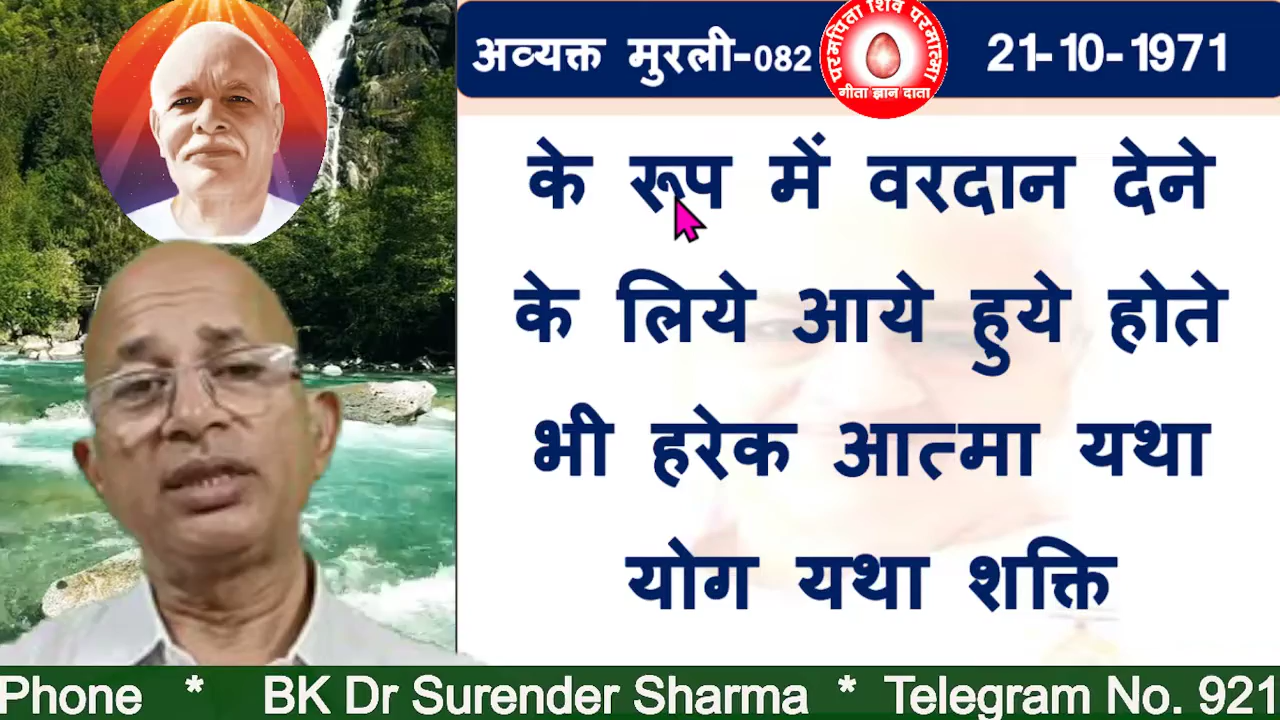 अव्यक्त मुरली-082
परमपिता शिव परमात्मा
गीता ज्ञान दाता
21-10-1971
के रूप में वरदान देने
के लिये आये हुये होते
भी हरेक आत्मा यथा
योग यथा शक्ति
Phone * BK Dr Surender Sharma * Telegram No. 921